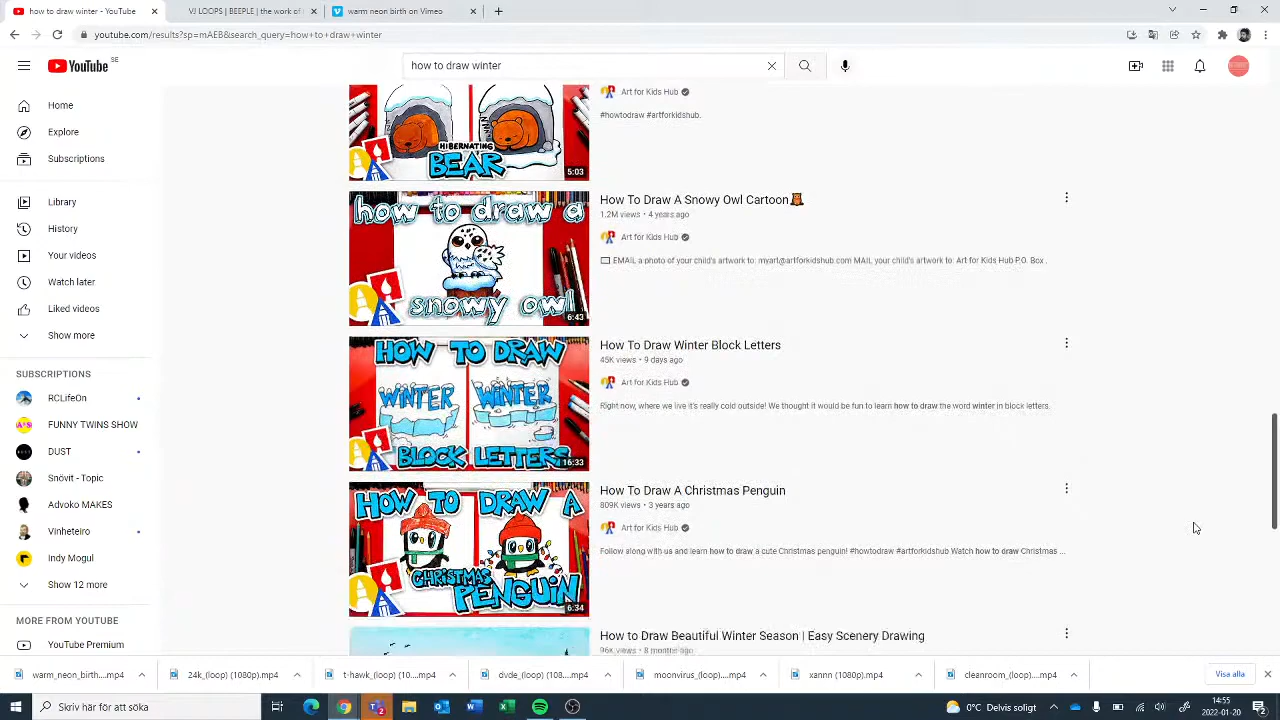 how to draw winter - YouTube
VJ LOOPS | BEEPLE | the work of
warm neon birth on Vimeo
youtube.com/results?sp=mAEB&search_query=how+to+draw+winter
YouTube SE
how to draw winter
Home
Explore
Subscriptions
Library
History
Your videos
Watch later
Liked videos
Show more
SUBSCRIPTIONS
RCLifeOn
FUNNY TWINS SHOW
DUST
Snövit - Topic
Advoko MAKES
Vinheteiro
Indy Mogul
Show 12 more
MORE FROM YOUTUBE
YouTube Premium
HIBERNATING
BEAR
5:03
Art for Kids Hub
#howtodraw #artforkidshub.
how to draw a
snowy owl
6:43
How To Draw A Snowy Owl Cartoon
1.2M views • 4 years ago
Art for Kids Hub
EMAIL a photo of your child's artwork to: myart@artforkidshub.com MAIL your child's artwork to: Art for Kids Hub P.O. Box .
HOW TO DRAW
WINTER WINTER
BLOCK LETTERS
16:33
How To Draw Winter Block Letters
45K views • 9 days ago
Art for Kids Hub
Right now, where we live it's really cold outside! We thought it would be fun to learn how to draw the word winter in block letters.
HOW TO DRAW A
CHRISTMAS
PENGUIN
6:34
How To Draw A Christmas Penguin
809K views • 3 years ago
Art for Kids Hub
Follow along with us and learn how to draw a cute Christmas penguin! #howtodraw #artforkidshub Watch how to draw Christmas ...
How to Draw Beautiful Winter Season | Easy Scenery Drawing
96K views • 8 months ago
warm_neon_birth....mp4
24k_(loop) (1080p).mp4
t-hawk_(loop) (10....mp4
dvde_(loop) (108....mp4
moonvirus_(loop)....mp4
xannn (1080p).mp4
cleanroom_(loop)....mp4
Visa alla
Skriv här för att söka
2
0°C Delvis soligt
14:55
2022-01-20